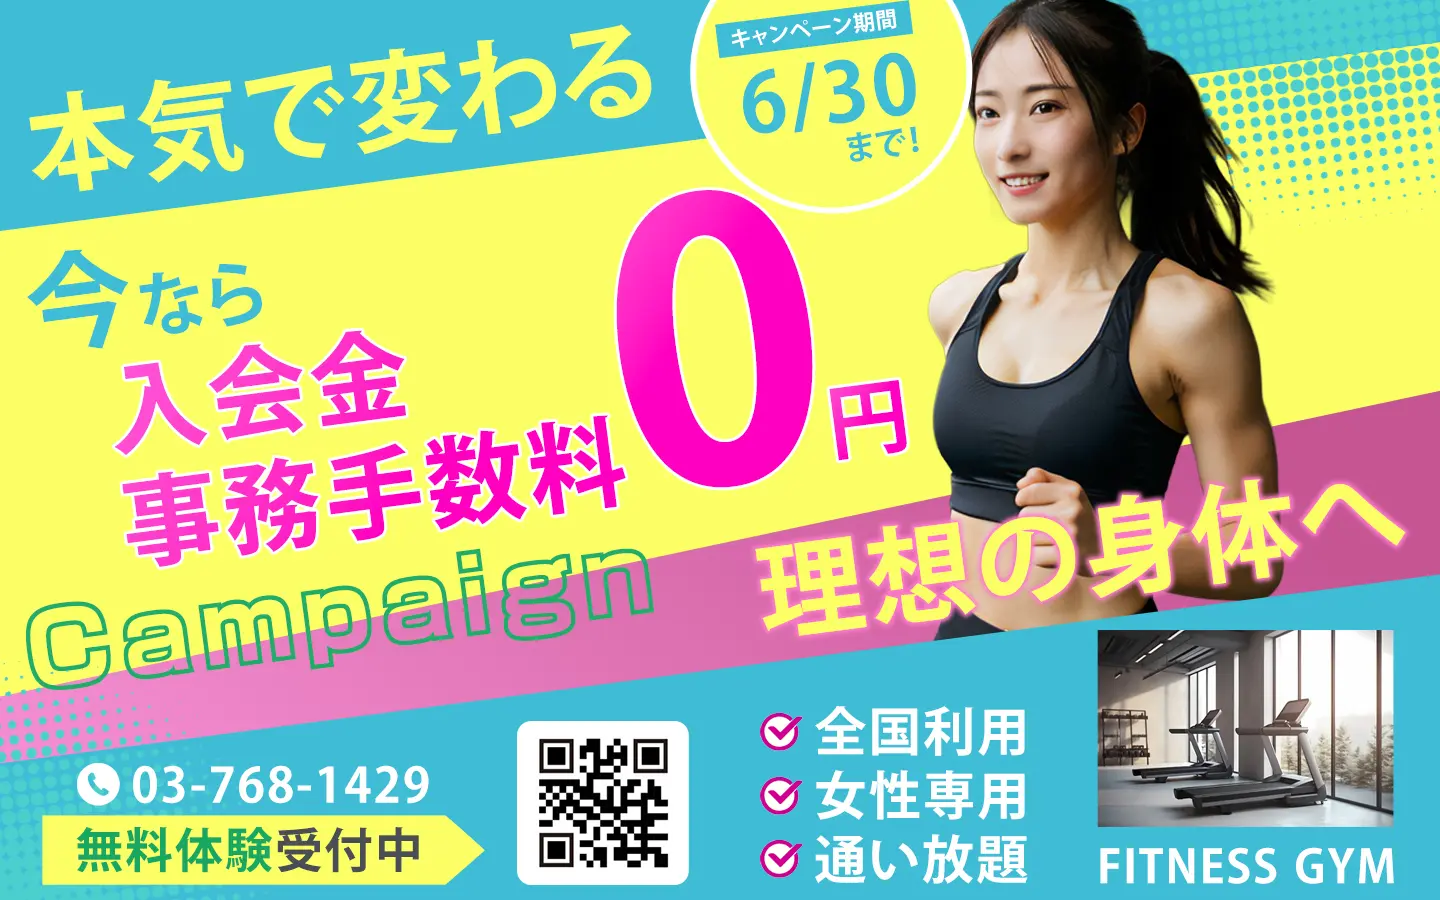 本気で変わる
キャンペーン期間
6/30
まで!
今なら
入会金
事務手数料
0円
Campaign
理想の身体へ
03-768-1429
無料体験受付中
全国利用
女性専用
通い放題
FITNESS GYM